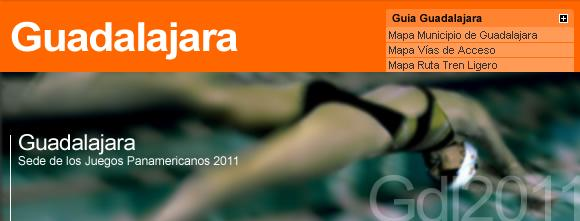 Guadalajara
Guia Guadalajara
Mapa Municipio de Guadalajara
Mapa Vías de Acceso
Mapa Ruta Tren Ligero
Guadalajara
Sede de los Juegos Panamericanos 2011
Gdl2011